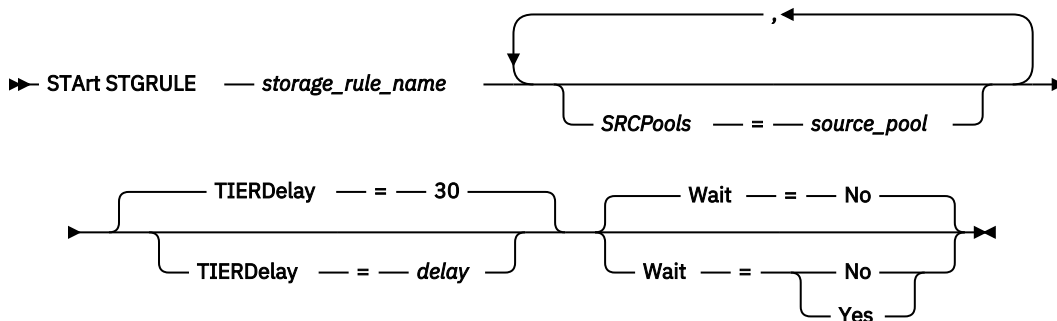 ,
STArt STGRULE — storage_rule_name
SRCPools — = — source_pool
TIERDelay — = — 30 Wait — = — No
TIERDelay — = — delay Wait — = No
Yes